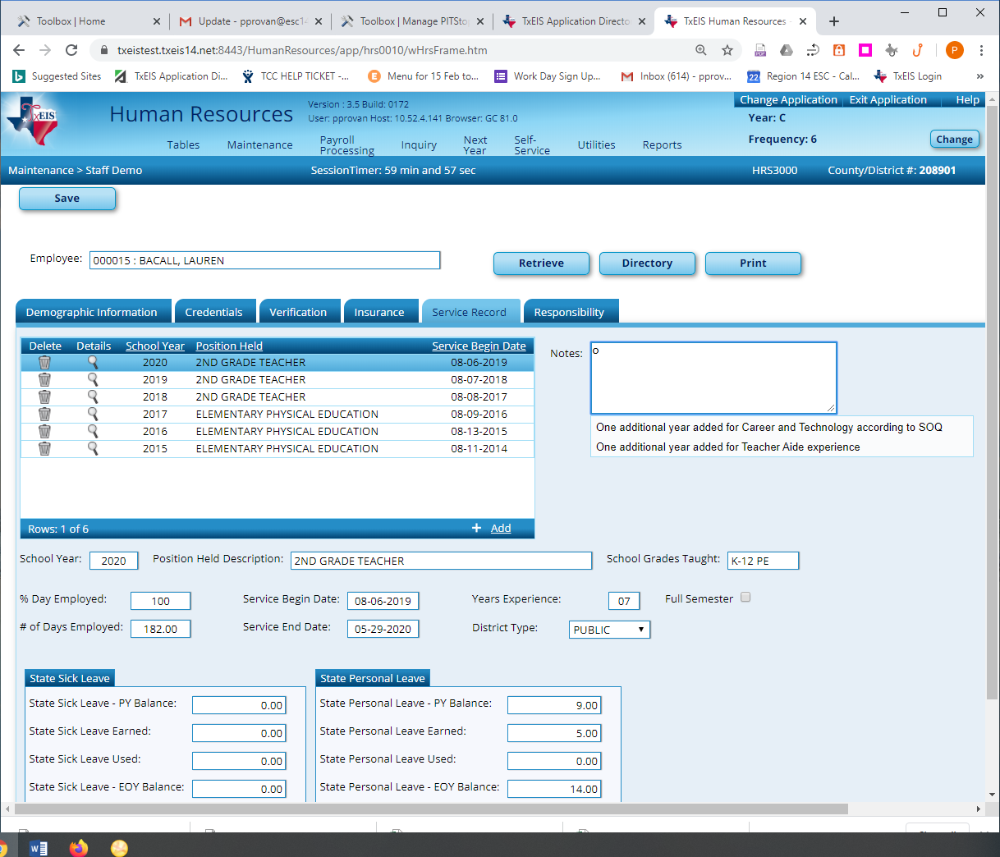 Toolbox | Home
Update - pprovan@esc1
Toolbox | Manage PITSto
TxEIS Application Directo
TxEIS Human Resources -
txeistest.txeis14.net:8443/HumanResources/app/hrs0010/wHrsFrame.htm
P
Suggested Sites
TxEIS Application Di...
TCC HELP TICKET -...
Menu for 15 Feb to...
Work Day Sign Up...
Inbox (614) - pprov...
22
Region 14 ESC - Cal...
TxEIS Login
»
TxEIS
Human Resources
Version : 3.5 Build: 0172
User: pprovan Host: 10.52.4.141 Browser: GC 81.0
Change Application
Exit Application
Help
Year: C
Frequency: 6
Change
Tables
Maintenance
Payroll Processing
Inquiry
Next Year
Self-Service
Utilities
Reports
Maintenance > Staff Demo
SessionTimer: 59 min and 57 sec
HRS3000
County/District #: 208901
Save
Employee: 000015 : BACALL, LAUREN
Retrieve
Directory
Print
Demographic Information
Credentials
Verification
Insurance
Service Record
Responsibility
Delete Details School Year Position Held Service Begin Date
2020 2ND GRADE TEACHER 08-06-2019
2019 2ND GRADE TEACHER 08-07-2018
2018 2ND GRADE TEACHER 08-08-2017
2017 ELEMENTARY PHYSICAL EDUCATION 08-09-2016
2016 ELEMENTARY PHYSICAL EDUCATION 08-13-2015
2015 ELEMENTARY PHYSICAL EDUCATION 08-11-2014
Rows: 1 of 6
+ Add
Notes: o
One additional year added for Career and Technology according to SOQ
One additional year added for Teacher Aide experience
School Year: 2020
Position Held Description: 2ND GRADE TEACHER
School Grades Taught: K-12 PE
% Day Employed: 100
Service Begin Date: 08-06-2019
Years Experience: 07
Full Semester
# of Days Employed: 182.00
Service End Date: 05-29-2020
District Type: PUBLIC
State Sick Leave
State Sick Leave - PY Balance: 0.00
State Sick Leave Earned: 0.00
State Sick Leave Used: 0.00
State Sick Leave - EOY Balance: 0.00
State Personal Leave
State Personal Leave - PY Balance: 9.00
State Personal Leave Earned: 5.00
State Personal Leave Used: 0.00
State Personal Leave - EOY Balance: 14.00